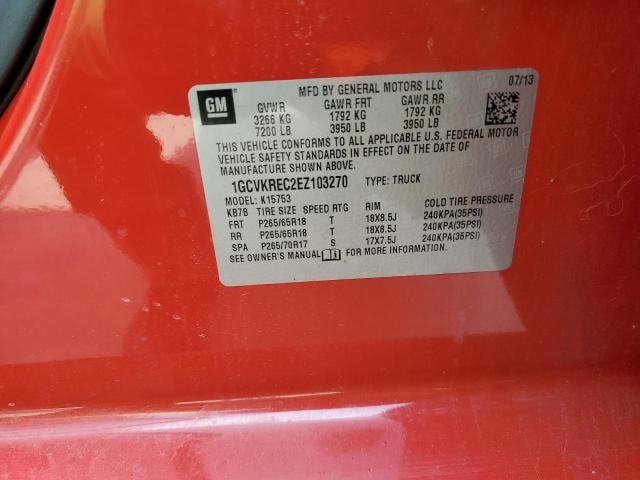 MFD BY GENERAL MOTORS LLC 07/13
GM
GVWR GAWR FRT GAWR RR
3266 KG 1792 KG 1792 KG
7200 LB 3950 LB 3950 LB
THIS VEHICLE CONFORMS TO ALL APPLICABLE U.S. FEDERAL MOTOR
VEHICLE SAFETY STANDARDS IN EFFECT ON THE DATE OF
MANUFACTURE SHOWN ABOVE.
1GCVKREC2EZ103270 TYPE: TRUCK
MODEL: K15753
KB7B TIRE SIZE SPEED RTG RIM COLD TIRE PRESSURE
FRT P265/65R18 T 18X8.5J 240KPA(35PSI)
RR P265/65R18 T 18X8.5J 240KPA(35PSI)
SPA P265/70R17 S 17X7.5J 240KPA(35PSI)
SEE OWNER'S MANUAL FOR MORE INFORMATION.